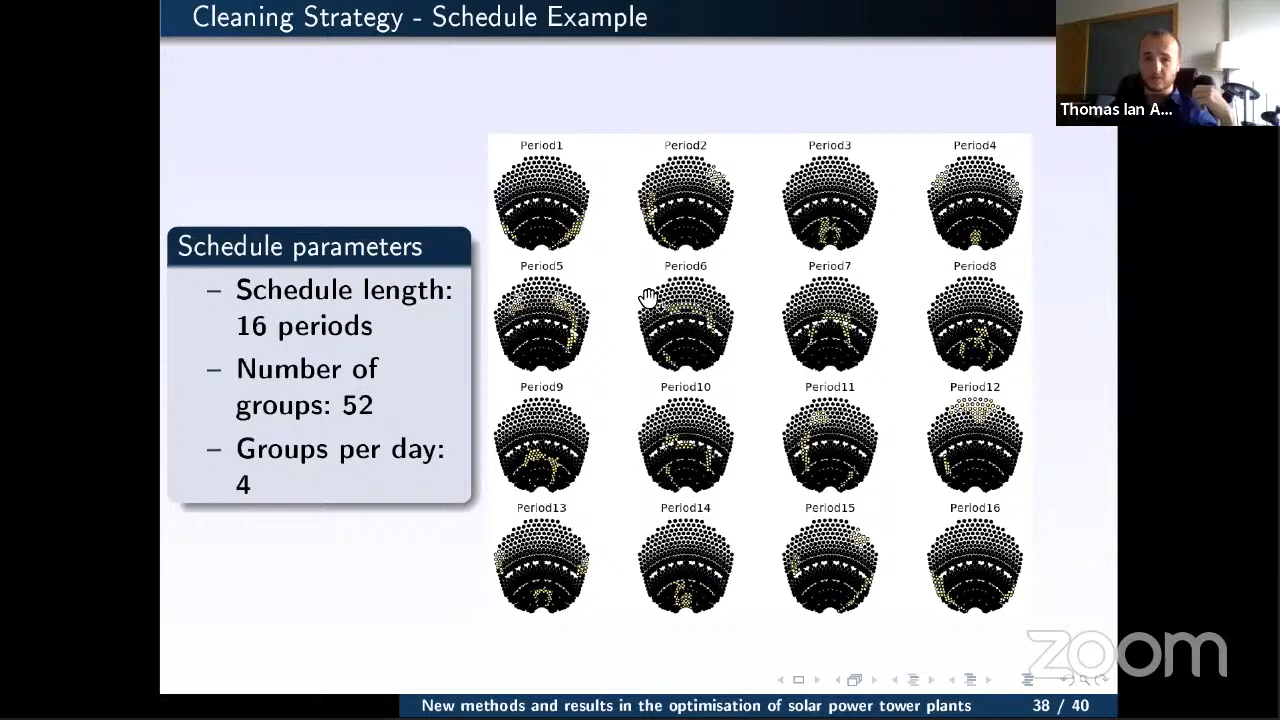 Cleaning Strategy - Schedule Example
Thomas Ian A...
Schedule parameters
– Schedule length:
16 periods
– Number of
groups: 52
– Groups per day:
4
Period1 Period2 Period3 Period4
Period5 Period6 Period7 Period8
Period9 Period10 Period11 Period12
Period13 Period14 Period15 Period16
zoom
New methods and results in the optimisation of solar power tower plants 38 / 40